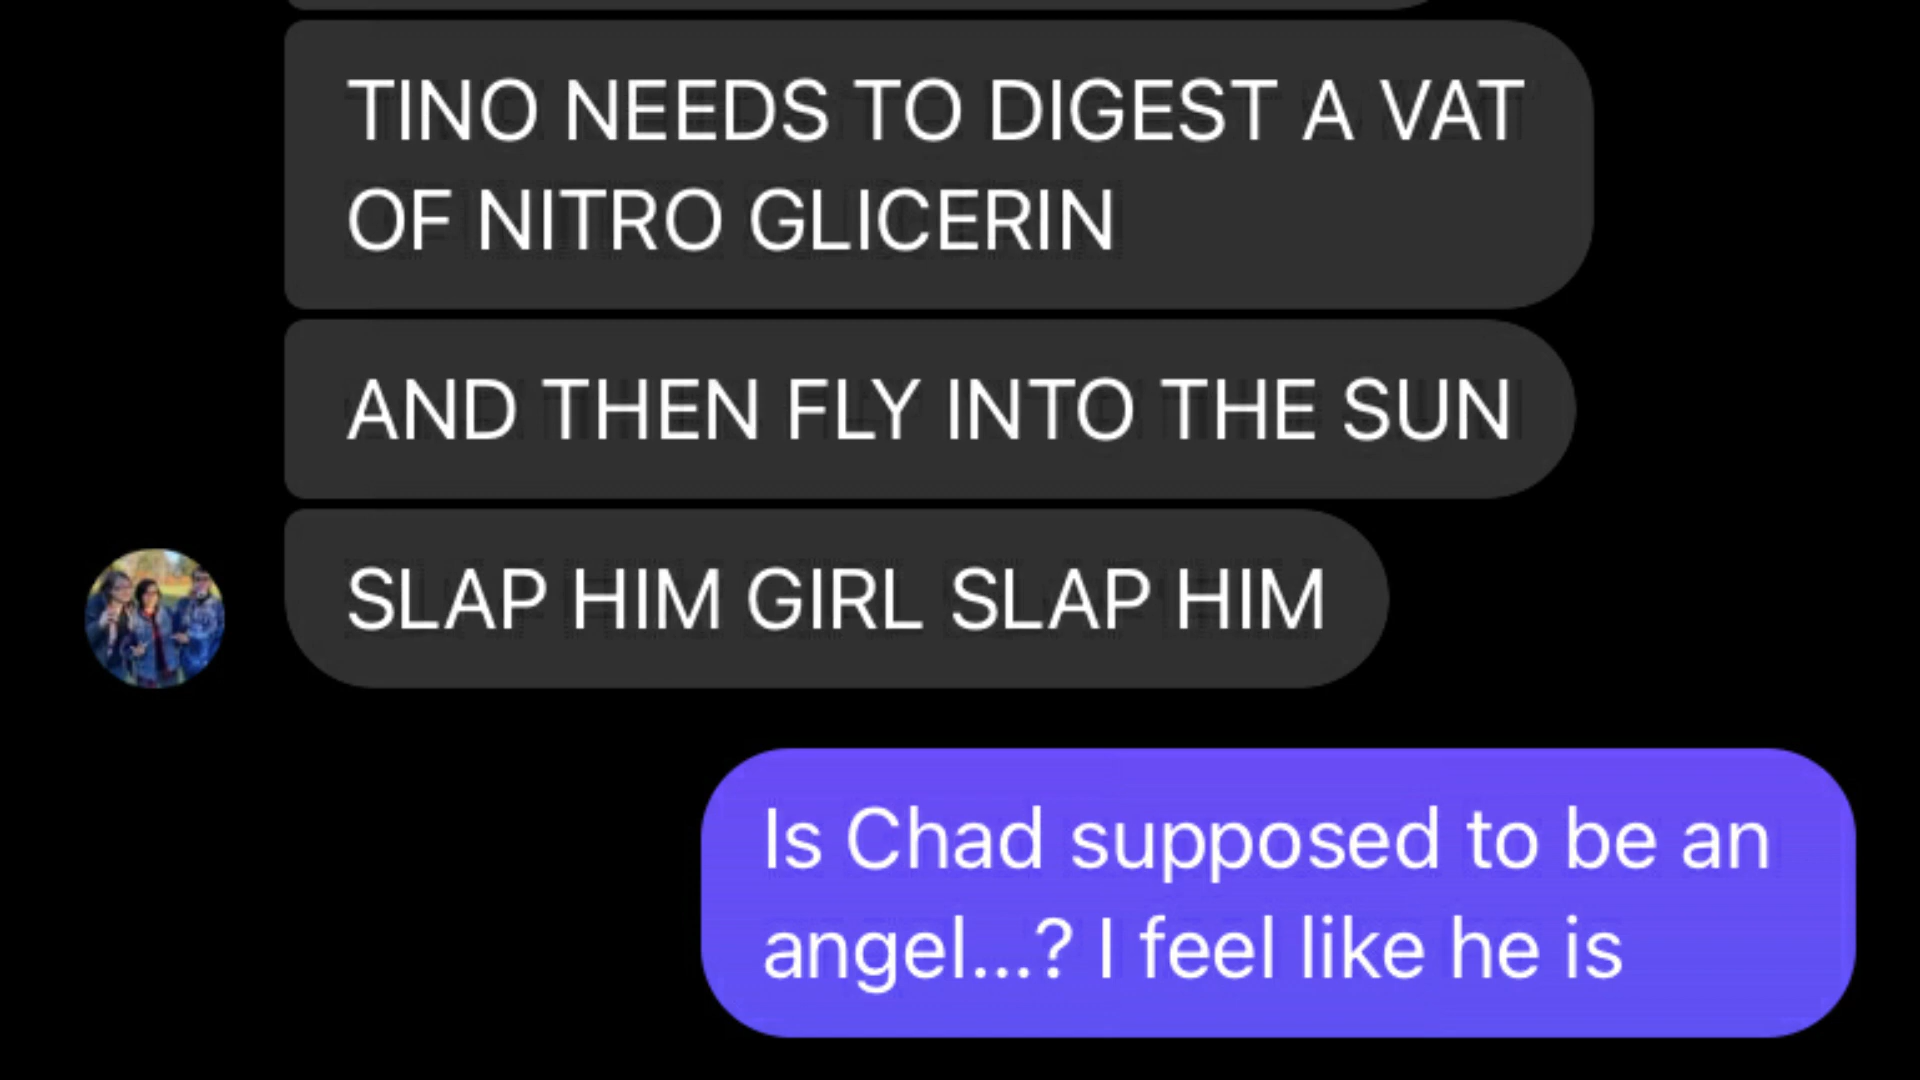 TINO NEEDS TO DIGEST A VAT
OF NITRO GLICERIN
AND THEN FLY INTO THE SUN
SLAP HIM GIRL SLAP HIM
Is Chad supposed to be an
angel...? I feel like he is